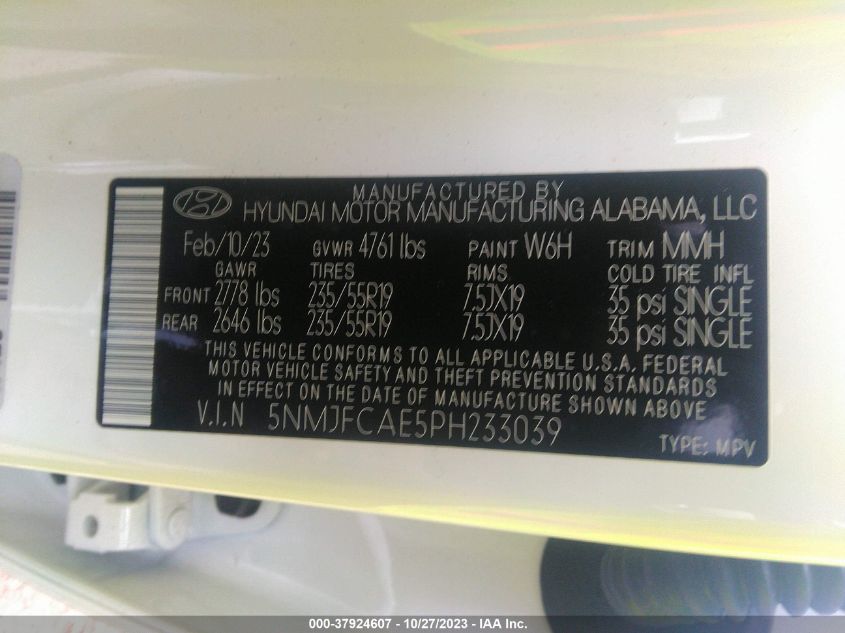 MANUFACTURED BY
HYUNDAI MOTOR MANUFACTURING ALABAMA, LLC
Feb/10/23 GVWR 4761 lbs PAINT W6H TRIM MMH
GAWR TIRES RIMS COLD TIRE INFL
FRONT 2778 lbs 235/55R19 7.5JX19 35 psi SINGLE
REAR 2646 lbs 235/55R19 7.5JX19 35 psi SINGLE
THIS VEHICLE CONFORMS TO ALL APPLICABLE U.S.A. FEDERAL
MOTOR VEHICLE SAFETY AND THEFT PREVENTION STANDARDS
IN EFFECT ON THE DATE OF MANUFACTURE SHOWN ABOVE
V.I.N 5NMJFCAE5PH233039
TYPE: MPV
000-37924607 - 10/27/2023 - IAA Inc.